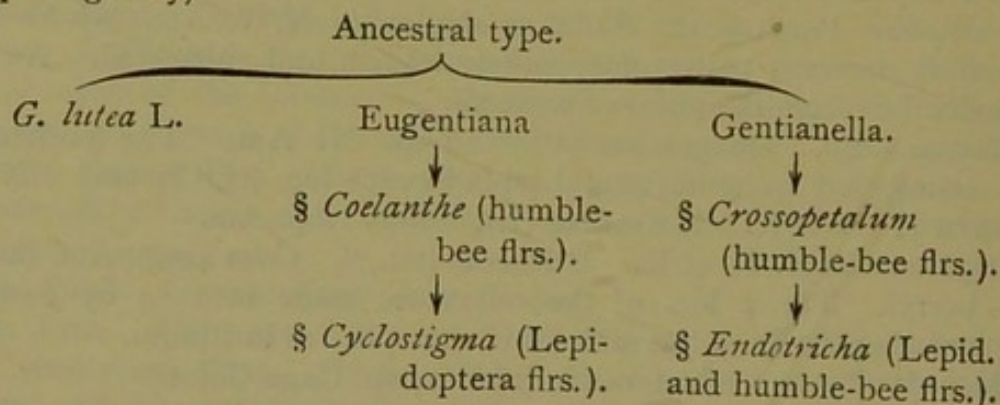 Ancestral type.
G. lutea L.
Eugentiana
Gentianella.
§ Coelanthe (humble-
bee flrs.).
§ Crossopetalum
(humble-bee flrs.).
§ Cyclostigma (Lepi-
doptera flrs.).
§ Endotricha (Lepid.
and humble-bee flrs.).